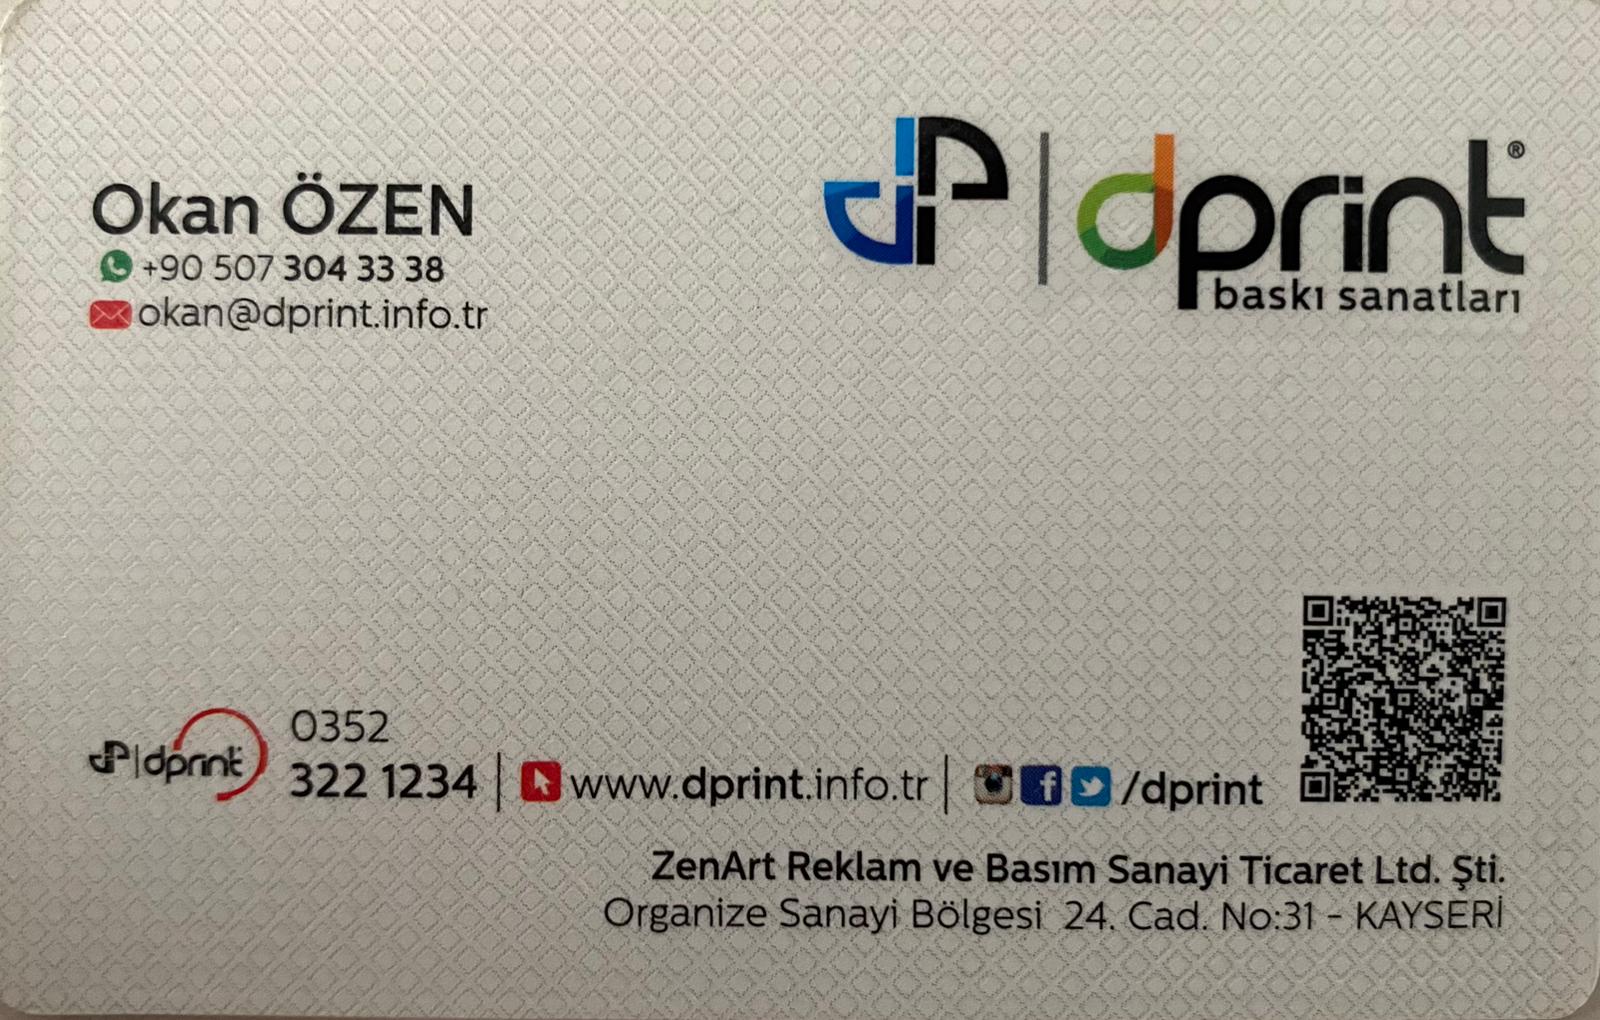 Okan ÖZEN
+90 507 304 33 38
okan@dprint.info.tr
dP | dprint®
baskı sanatları
dP | dprint
0352
322 1234 | www.dprint.info.tr | /dprint
ZenArt Reklam ve Basım Sanayi Ticaret Ltd. Şti.
Organize Sanayi Bölgesi 24. Cad. No:31 - KAYSERİ